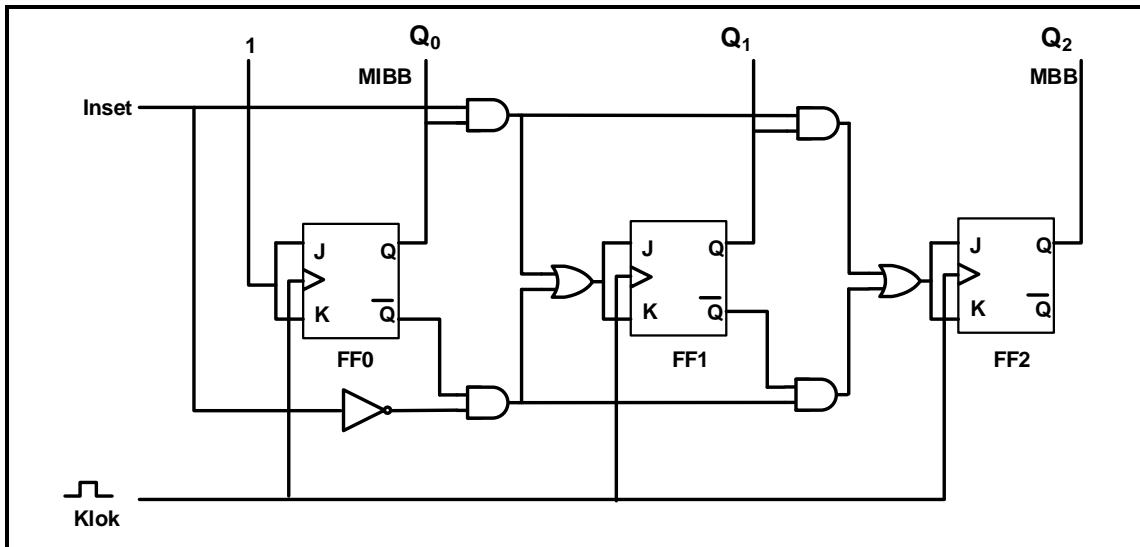 1
Q₀
Q₁
Q₂
MIBB
MBB
Inset
J
Q
K
Q̅
FF0
J
Q
K
Q̅
FF1
J
Q
K
Q̅
FF2
Klok